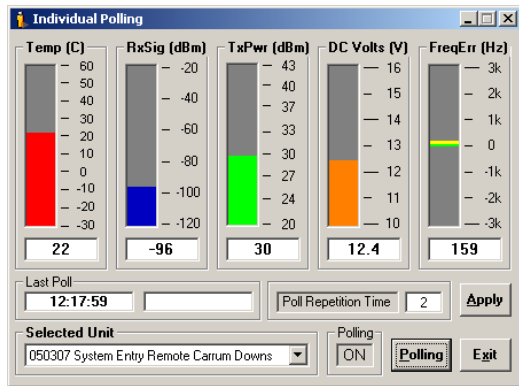 Individual Polling
Temp (C) RxSig (dBm) TxPwr (dBm) DC Volts (V) FreqErr (Hz)
60
50
40
30
20
10
0
-10
-20
-30
22
-20
-40
-60
-80
-100
-120
-96
43
40
37
33
30
27
24
20
30
16
15
14
13
12
11
10
12.4
3k
2k
1k
0
-1k
-2k
-3k
159
Last Poll
12:17:59
Poll Repetition Time 2
Apply
Selected Unit
050307 System Entry Remote Carrum Downs
Polling
ON
Polling
Exit